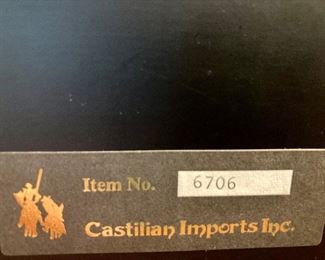 Item No. 6706
Castilian Imports Inc.